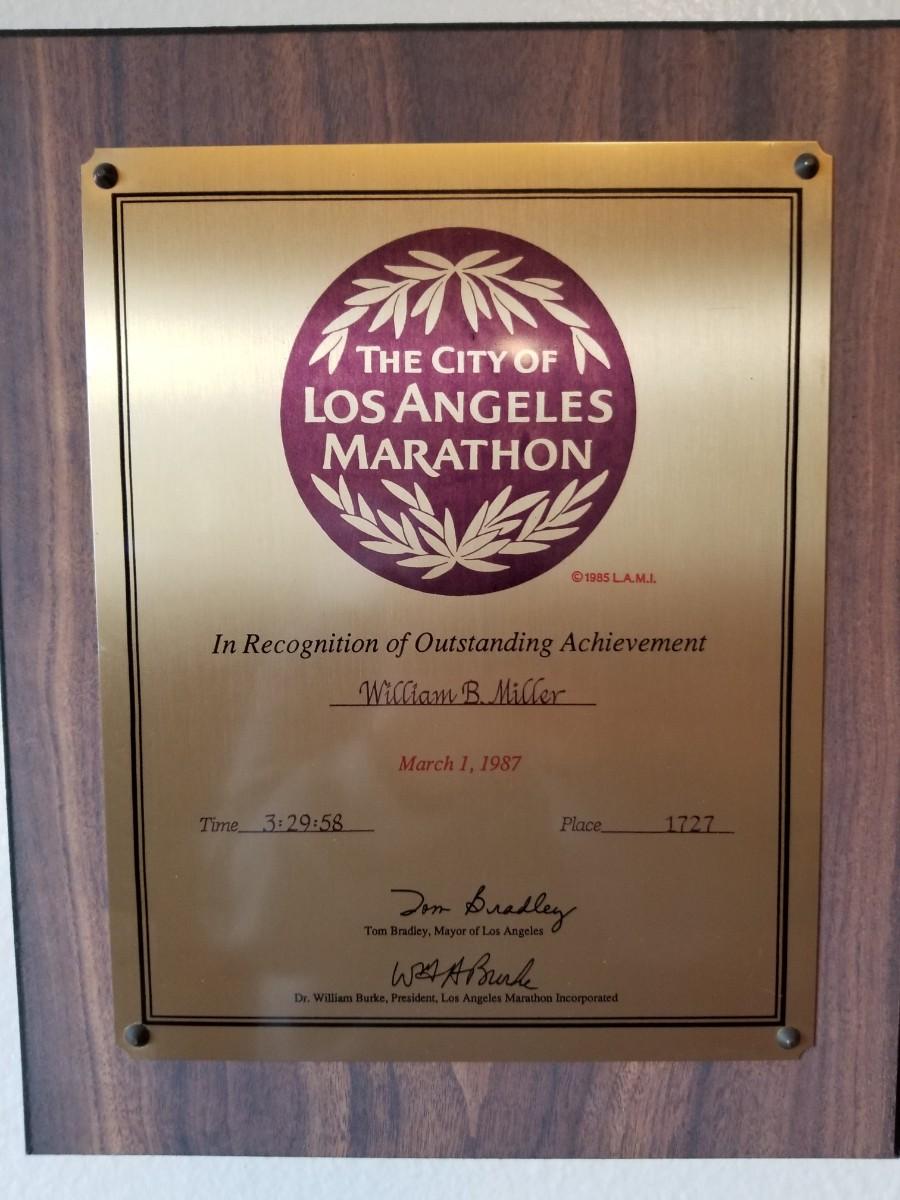 THE CITY OF
LOS ANGELES
MARATHON
©1985 L.A.M.I.
In Recognition of Outstanding Achievement
William B. Miller
March 1, 1987
Time 3:29:58 Place 1727
Tom Bradley
Tom Bradley, Mayor of Los Angeles
Wm A Burke
Dr. William Burke, President, Los Angeles Marathon Incorporated